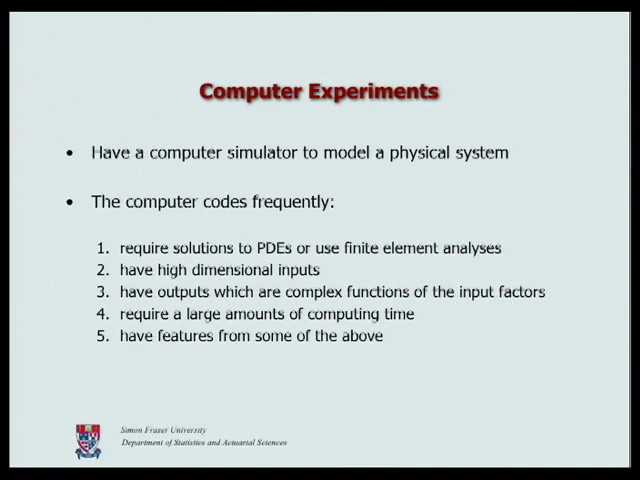 Computer Experiments
• Have a computer simulator to model a physical system
• The computer codes frequently:
1. require solutions to PDEs or use finite element analyses
2. have high dimensional inputs
3. have outputs which are complex functions of the input factors
4. require a large amounts of computing time
5. have features from some of the above
Simon Fraser University
Department of Statistics and Actuarial Sciences